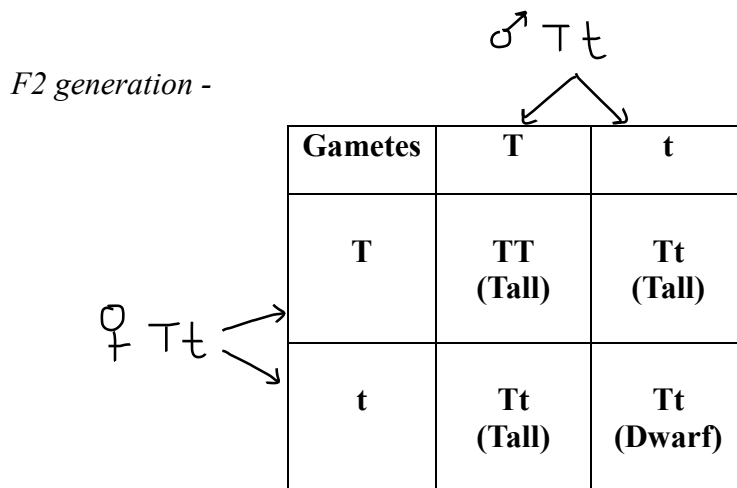 ♂ Tt
F2 generation -
Gametes T t
T TT Tt
(Tall) (Tall)
♀ Tt
t Tt Tt
(Tall) (Dwarf)